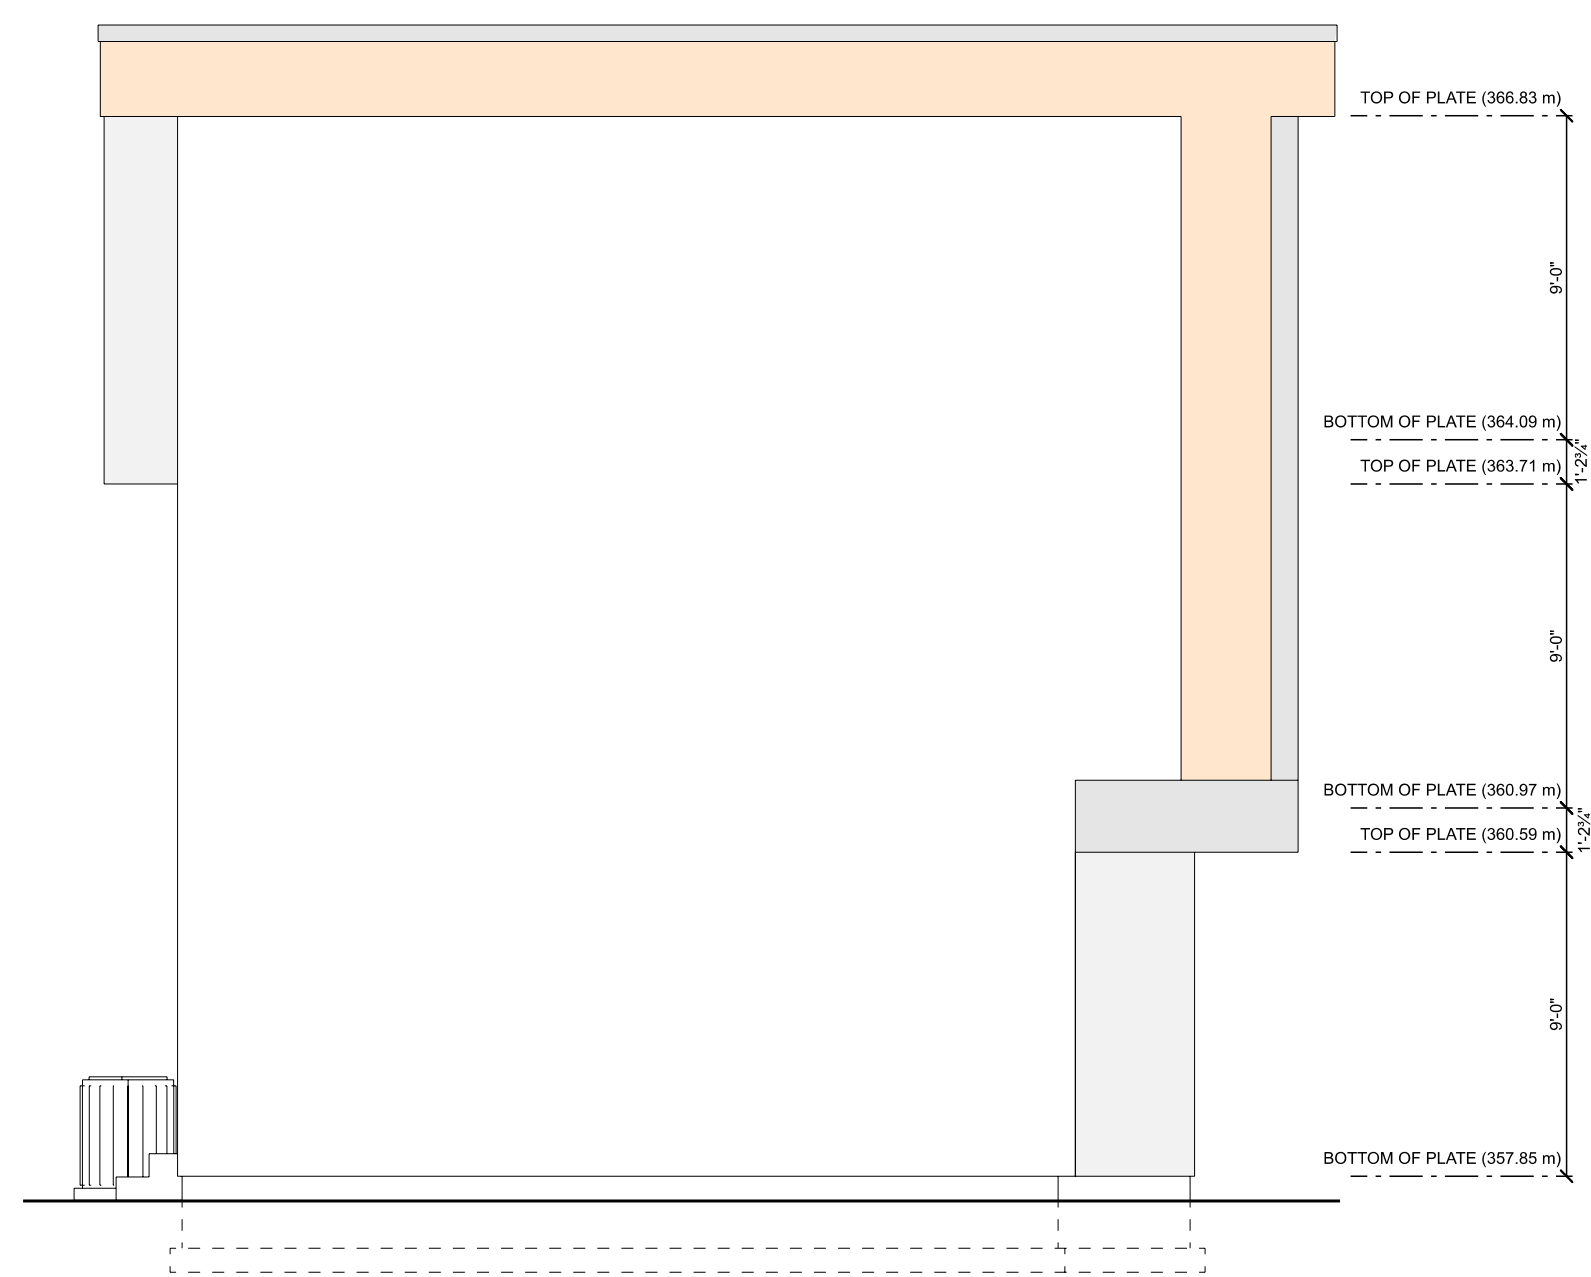 TOP OF PLATE (366.83 m)
9'-0"
BOTTOM OF PLATE (364.09 m)
1'-2¾"
TOP OF PLATE (363.71 m)
9'-0"
BOTTOM OF PLATE (360.97 m)
1'-2¾"
TOP OF PLATE (360.59 m)
9'-0"
BOTTOM OF PLATE (357.85 m)